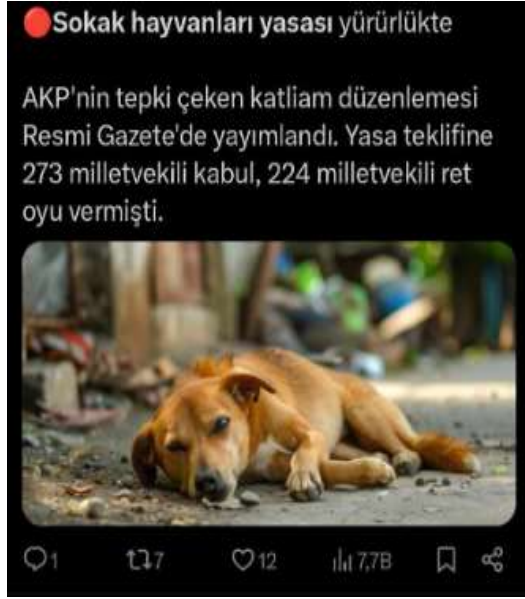 🔴Sokak hayvanları yasası yürürlükte
AKP'nin tepki çeken katliam düzenlemesi
Resmi Gazete'de yayımlandı. Yasa teklifine
273 milletvekili kabul, 224 milletvekili ret
oyu vermişti.
1 7 12 7,7B